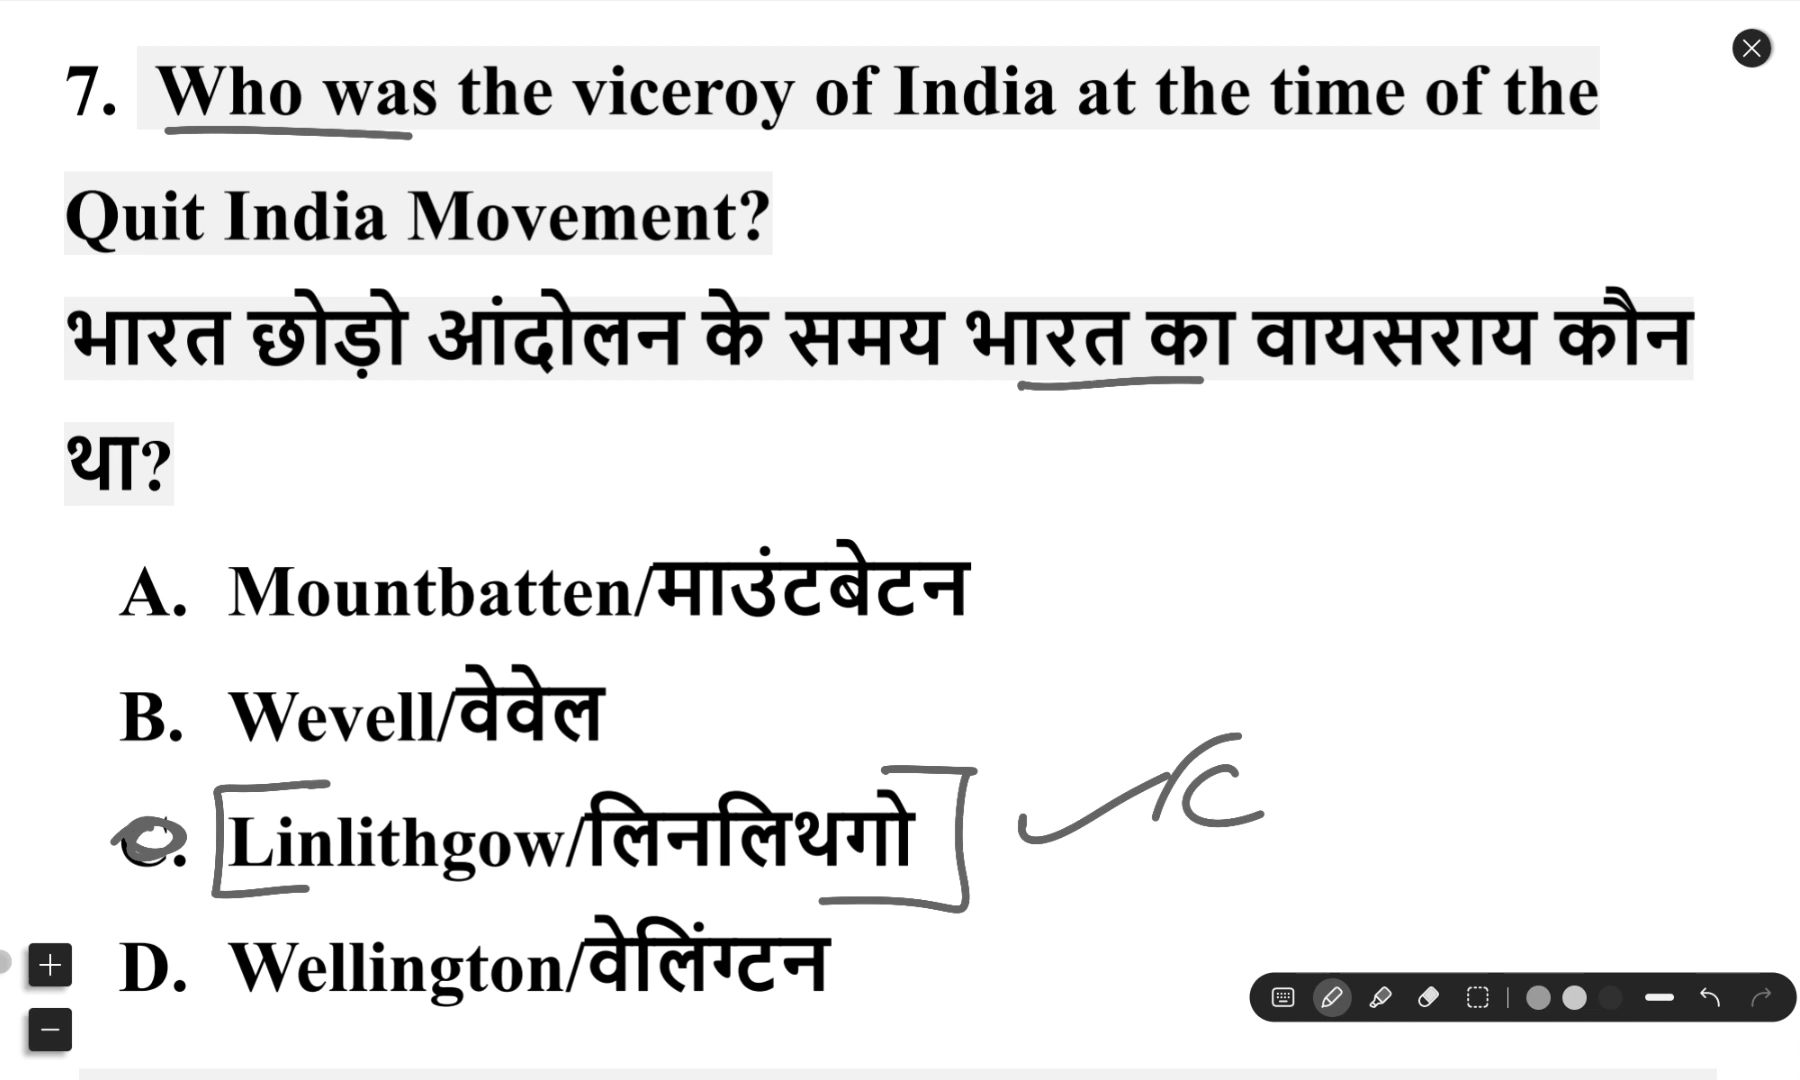 7. Who was the viceroy of India at the time of the
Quit India Movement?
भारत छोड़ो आंदोलन के समय भारत का वायसराय कौन
था?
A. Mountbatten/माउंटबेटन
B. Wevell/वेवेल
C. Linlithgow/लिनलिथगो
C
D. Wellington/वेलिंग्टन